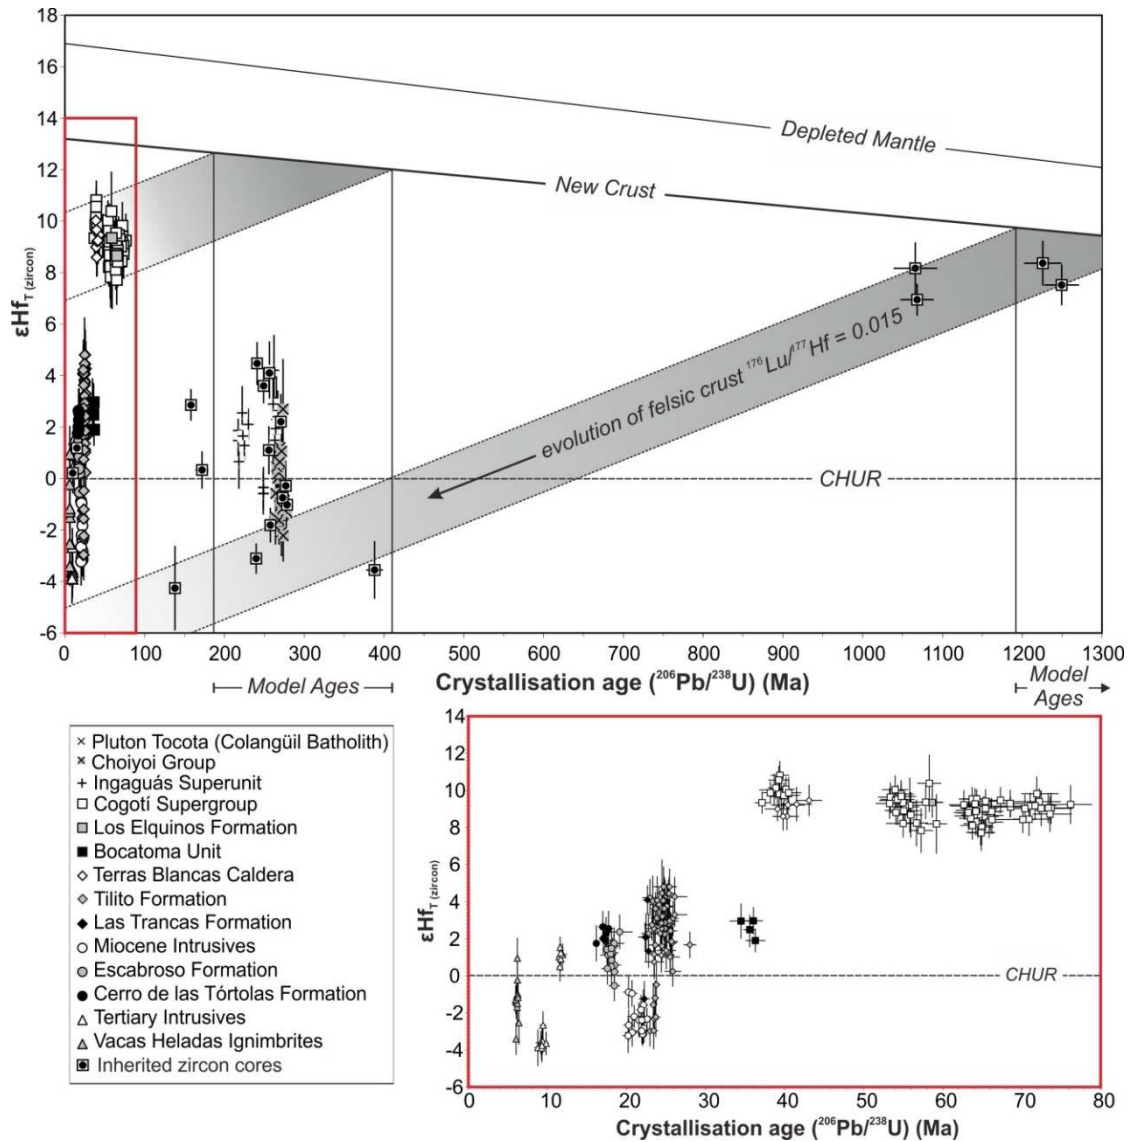 18
16
14
12
10
8
6
4
2
0
-2
-4
-6
εHf T (zircon)
Depleted Mantle
New Crust
evolution of felsic crust ¹⁷⁶Lu/¹⁷⁷Hf = 0.015
CHUR
0 100 200 300 400 500 600 700 800 900 1000 1100 1200 1300
Model Ages
Crystallisation age (²⁰⁶Pb/²³⁸U) (Ma)
Model
Ages
Pluton Tocota (Colangüil Batholith)
Choiyoi Group
Ingaguás Superunit
Cogotí Supergroup
Los Elquinos Formation
Bocatoma Unit
Terras Blancas Caldera
Tilito Formation
Las Trancas Formation
Miocene Intrusives
Escabroso Formation
Cerro de las Tórtolas Formation
Tertiary Intrusives
Vacas Heladas Ignimbrites
Inherited zircon cores
14
12
10
8
6
4
2
0
-2
-4
-6
εHf T (zircon)
CHUR
0 10 20 30 40 50 60 70 80
Crystallisation age (²⁰⁶Pb/²³⁸U) (Ma)